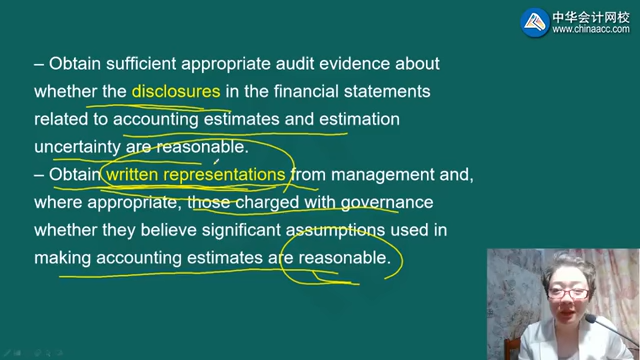 中华会计网校
www.chinaacc.com
– Obtain sufficient appropriate audit evidence about
whether the disclosures in the financial statements
related to accounting estimates and estimation
uncertainty are reasonable.
– Obtain written representations from management and,
where appropriate, those charged with governance
whether they believe significant assumptions used in
making accounting estimates are reasonable.